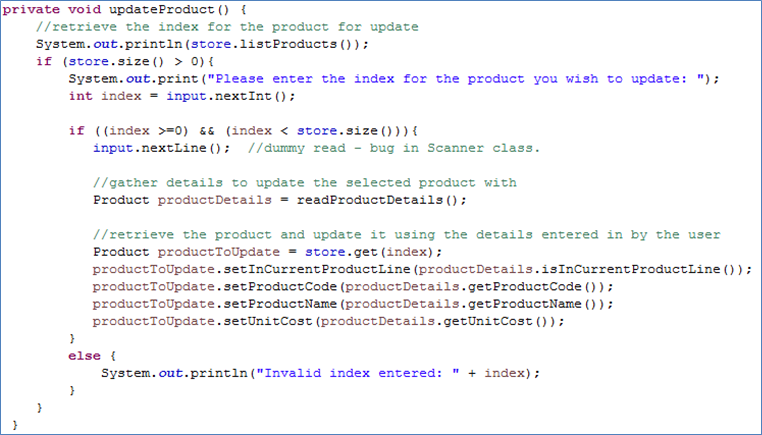 private void updateProduct() {
//retrieve the index for the product for update
System.out.println(store.listProducts());
if (store.size() > 0){
System.out.print("Please enter the index for the product you wish to update: ");
int index = input.nextInt();
if ((index >=0) && (index < store.size())){
input.nextLine();  //dummy read - bug in Scanner class.
//gather details to update the selected product with
Product productDetails = readProductDetails();
//retrieve the product and update it using the details entered in by the user
Product productToUpdate = store.get(index);
productToUpdate.setInCurrentProductLine(productDetails.isInCurrentProductLine());
productToUpdate.setProductCode(productDetails.getProductCode());
productToUpdate.setProductName(productDetails.getProductName());
productToUpdate.setUnitCost(productDetails.getUnitCost());
}
else {
System.out.println("Invalid index entered: " + index);
}
}
}